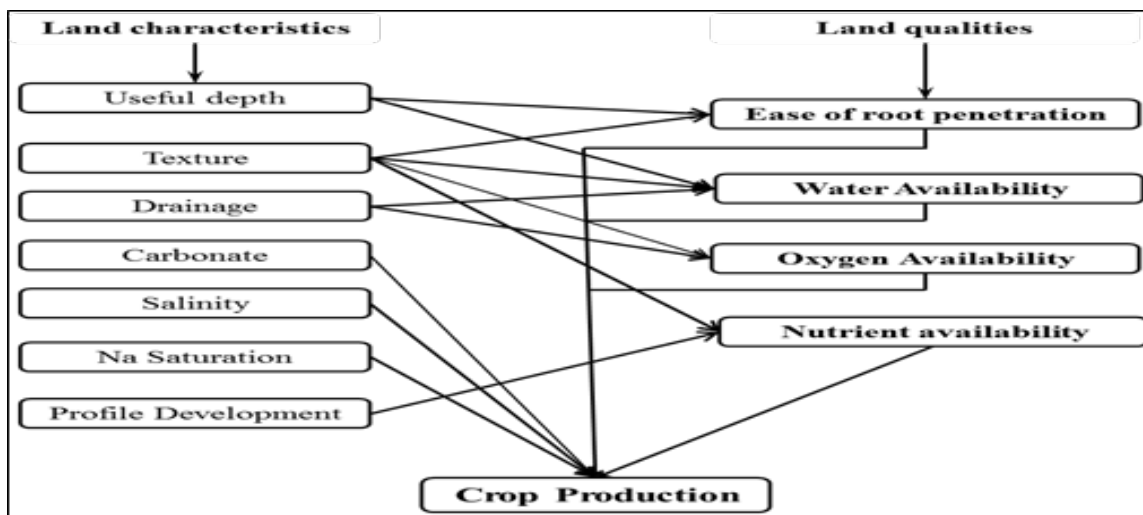 Land characteristics
Land qualities
Useful depth
Ease of root penetration
Texture
Water Availability
Drainage
Oxygen Availability
Carbonate
Salinity
Nutrient availability
Na Saturation
Profile Development
Crop Production